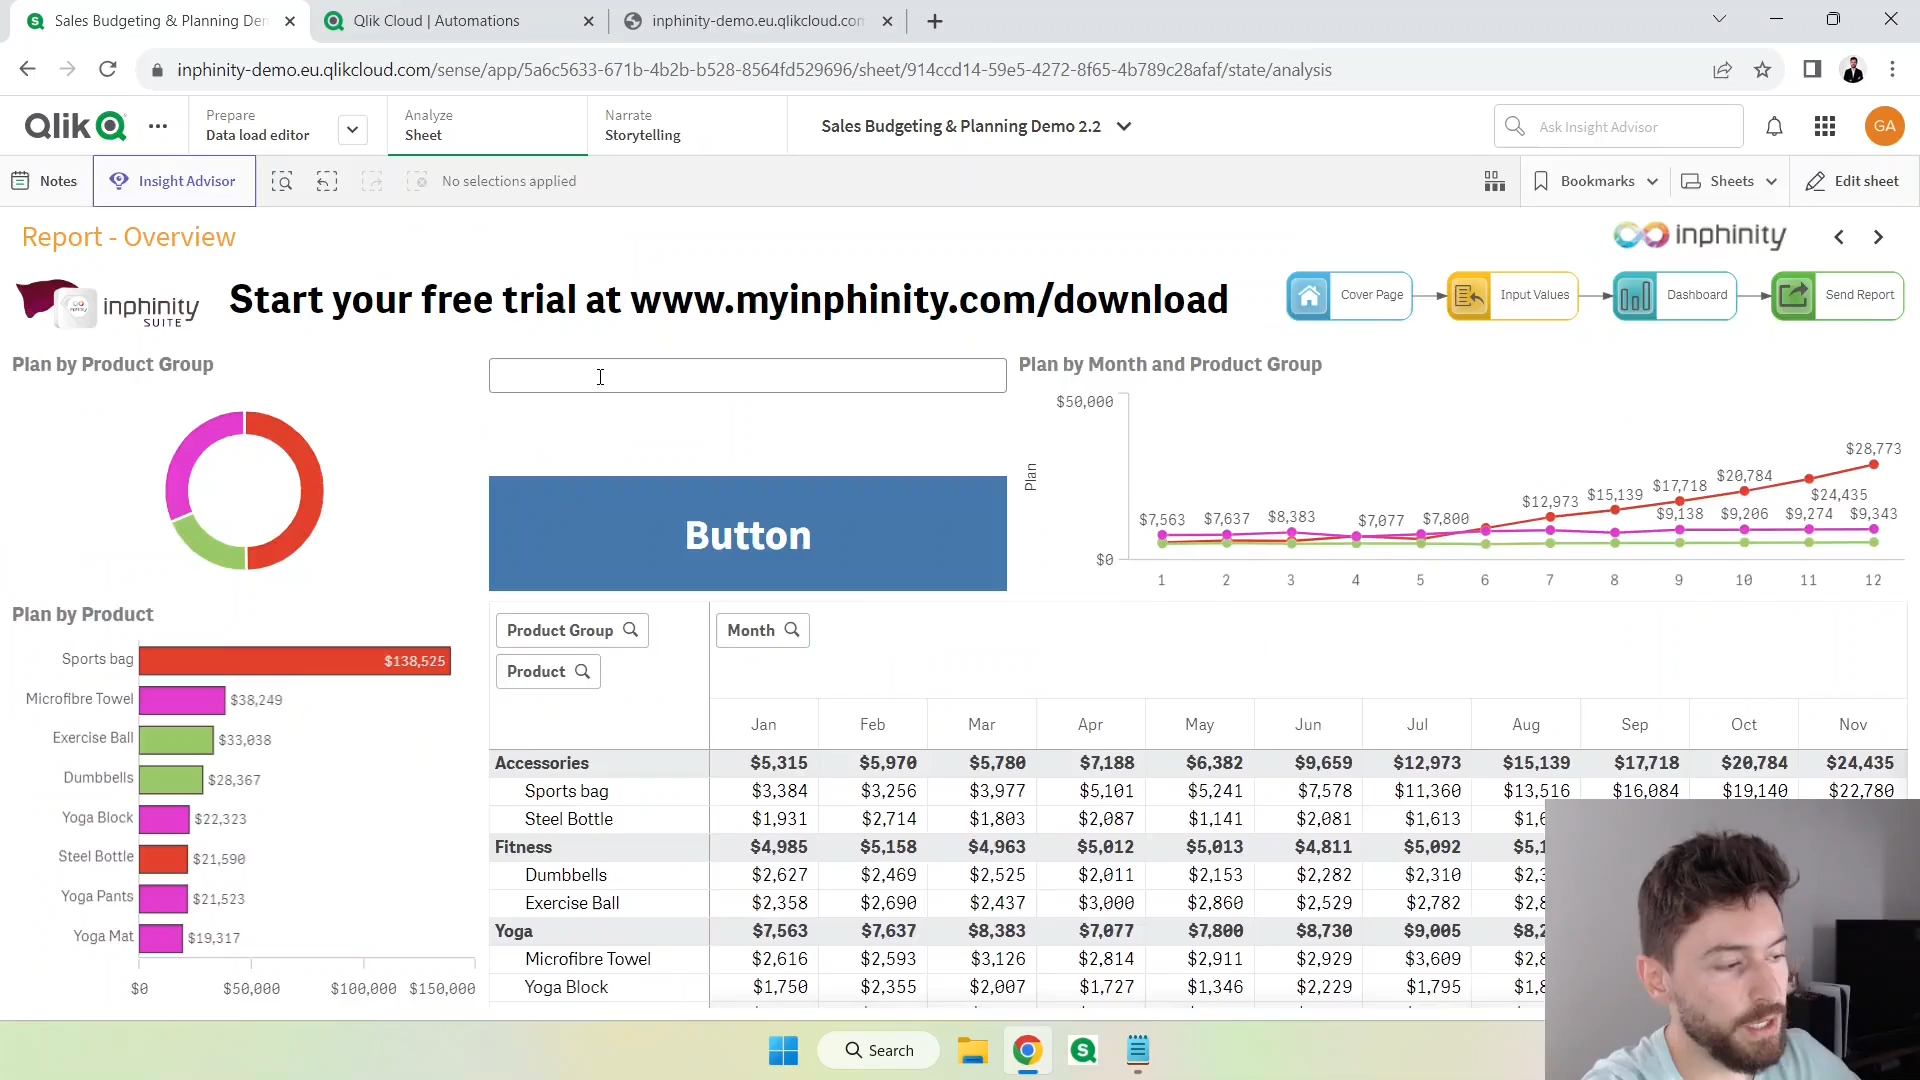 Sales Budgeting & Planning Den
Qlik Cloud | Automations
inphinity-demo.eu.qlikcloud.com
inphinity-demo.eu.qlikcloud.com/sense/app/5a6c5633-671b-4b2b-b528-8564fd529696/sheet/914ccd14-59e5-4272-8f65-4b789c28afaf/state/analysis
Qlik
Prepare
Data load editor
Analyze
Sheet
Narrate
Storytelling
Sales Budgeting & Planning Demo 2.2
Ask Insight Advisor
GA
Notes
Insight Advisor
No selections applied
Bookmarks
Sheets
Edit sheet
Report - Overview
inphinity
inphinity
SUITE
Start your free trial at www.myinphinity.com/download
Cover Page
Input Values
Dashboard
Send Report
Plan by Product Group
Plan by Month and Product Group
$50,000
Plan
$0
$7,563 $7,637 $8,383 $7,077 $7,800 $12,973 $15,139 $17,718 $20,784 $24,435 $28,773
$9,138 $9,206 $9,274 $9,343
1 2 3 4 5 6 7 8 9 10 11 12
Button
Plan by Product
Sports bag $138,525
Microfibre Towel $38,249
Exercise Ball $33,038
Dumbbells $28,367
Yoga Block $22,323
Steel Bottle $21,590
Yoga Pants $21,523
Yoga Mat $19,317
$0 $50,000 $100,000 $150,000
Product Group
Month
Product
Jan Feb Mar Apr May Jun Jul Aug Sep Oct Nov
Accessories $5,315 $5,970 $5,780 $7,188 $6,382 $9,659 $12,973 $15,139 $17,718 $20,784 $24,435
Sports bag $3,384 $3,256 $3,977 $5,101 $5,241 $7,578 $11,360 $13,516 $16,084 $19,140 $22,780
Steel Bottle $1,931 $2,714 $1,803 $2,087 $1,141 $2,081 $1,613
Fitness $4,985 $5,158 $4,963 $5,012 $5,013 $4,811 $5,092
Dumbbells $2,627 $2,469 $2,525 $2,011 $2,153 $2,282 $2,310
Exercise Ball $2,358 $2,690 $2,437 $3,000 $2,860 $2,529 $2,782
Yoga $7,563 $7,637 $8,383 $7,077 $7,800 $8,730 $9,005
Microfibre Towel $2,616 $2,593 $3,126 $2,814 $2,911 $2,929 $3,609
Yoga Block $1,750 $2,355 $2,007 $1,727 $1,346 $2,229 $1,795
Search